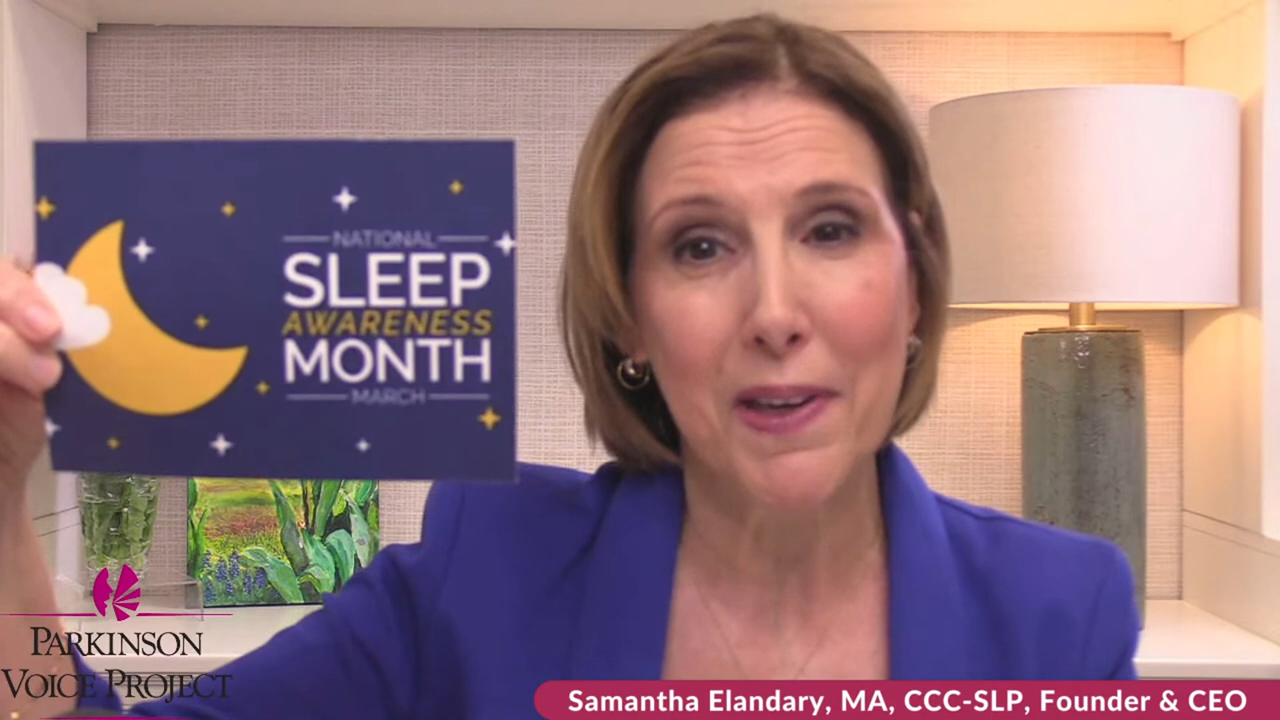 NATIONAL
SLEEP
AWARENESS
MONTH
MARCH
PARKINSON
VOICE PROJECT
Samantha Elandary, MA, CCC-SLP, Founder & CEO